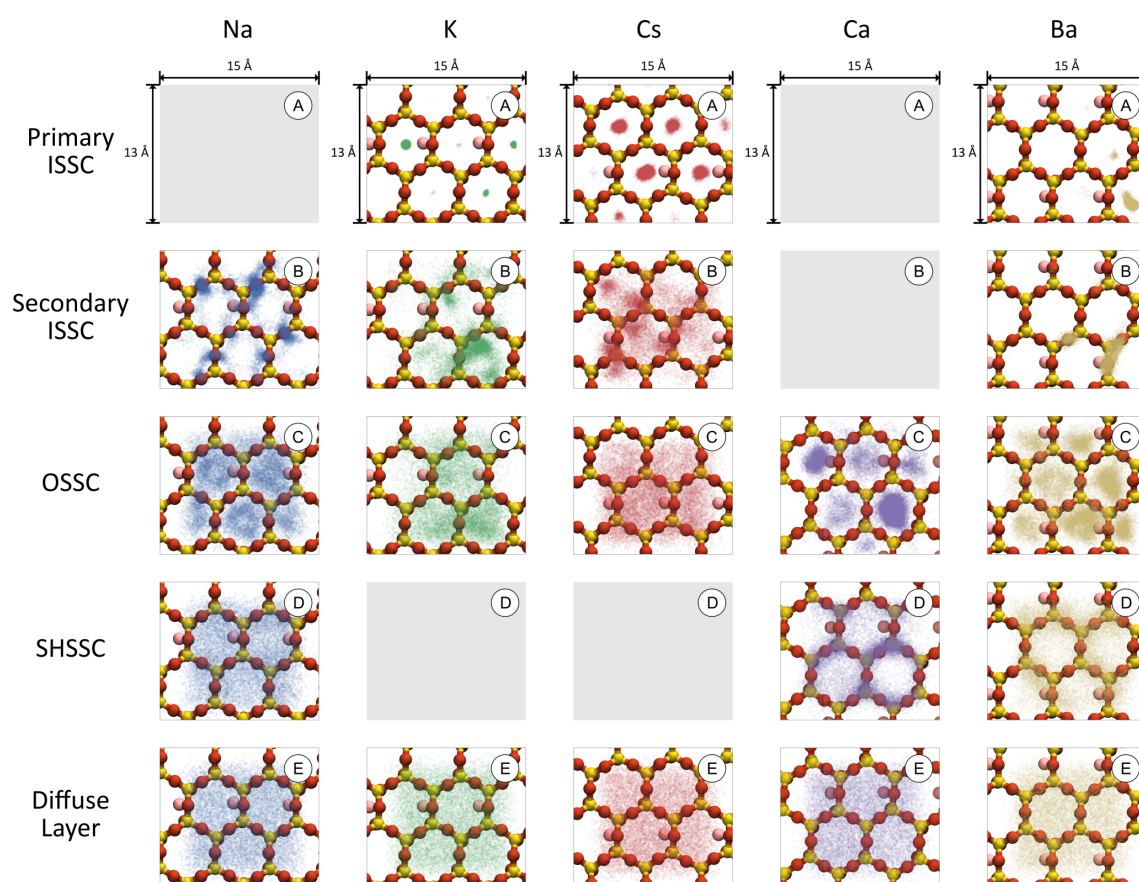 Na K Cs Ca Ba
15 Å 15 Å 15 Å 15 Å
Primary
ISSC
13 Å 13 Å 13 Å 13 Å 13 Å
A A A A A
Secondary
ISSC
B B B B B
OSSC
C C C C C
SHSSC
D D D D D
Diffuse
Layer
E E E E E